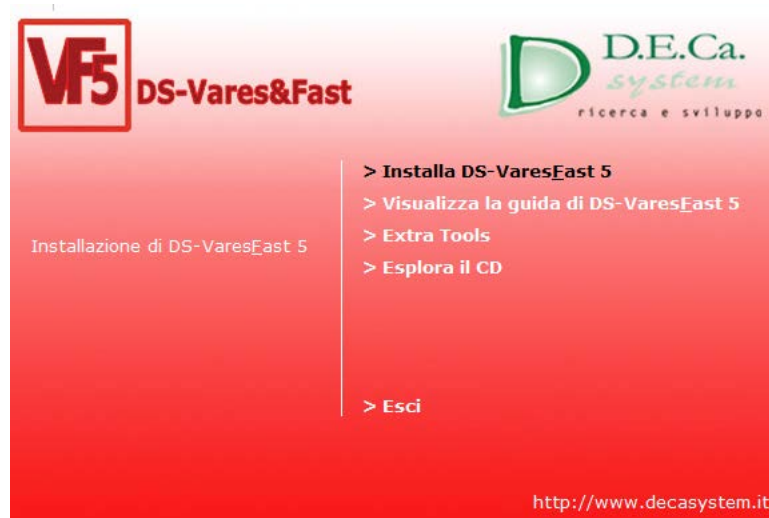 VF5 DS-Vares&Fast
D.E.Ca.
system
ricerca e sviluppo
> Installa DS-VaresFast 5
> Visualizza la guida di DS-VaresFast 5
> Extra Tools
> Esplora il CD
Installazione di DS-VaresFast 5
> Esci
http://www.decasystem.it